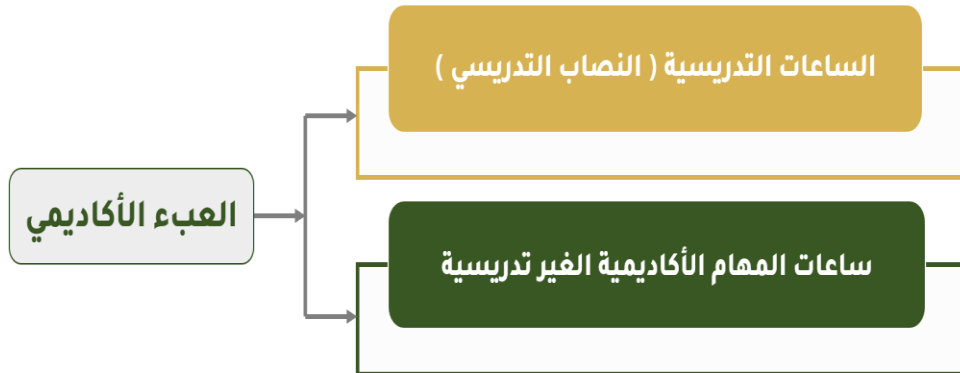 الساعات التدريسية ( النصاب التدريسي )
العبء الأكاديمي
ساعات المهام الأكاديمية الغير تدريسية